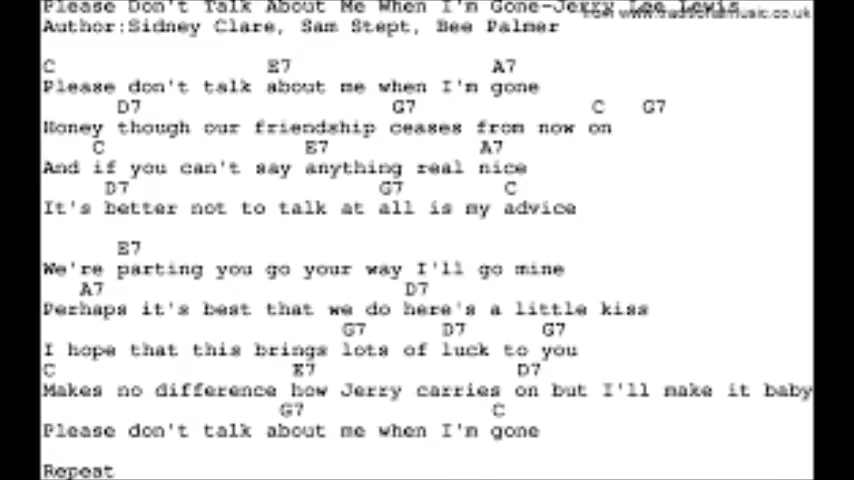 Please Don't Talk About Me When I'm Gone-Jerry Lee Lewis
from www.traditionalmusic.co.uk
Author:Sidney Clare, Sam Stept, Bee Palmer
C E7 A7
Please don't talk about me when I'm gone
D7 G7 C G7
Honey though our friendship ceases from now on
C E7 A7
And if you can't say anything real nice
D7 G7 C
It's better not to talk at all is my advice
E7
We're parting you go your way I'll go mine
A7 D7
Perhaps it's best that we do here's a little kiss
G7 D7 G7
I hope that this brings lots of luck to you
C E7 D7
Makes no difference how Jerry carries on but I'll make it baby
G7 C
Please don't talk about me when I'm gone
Repeat